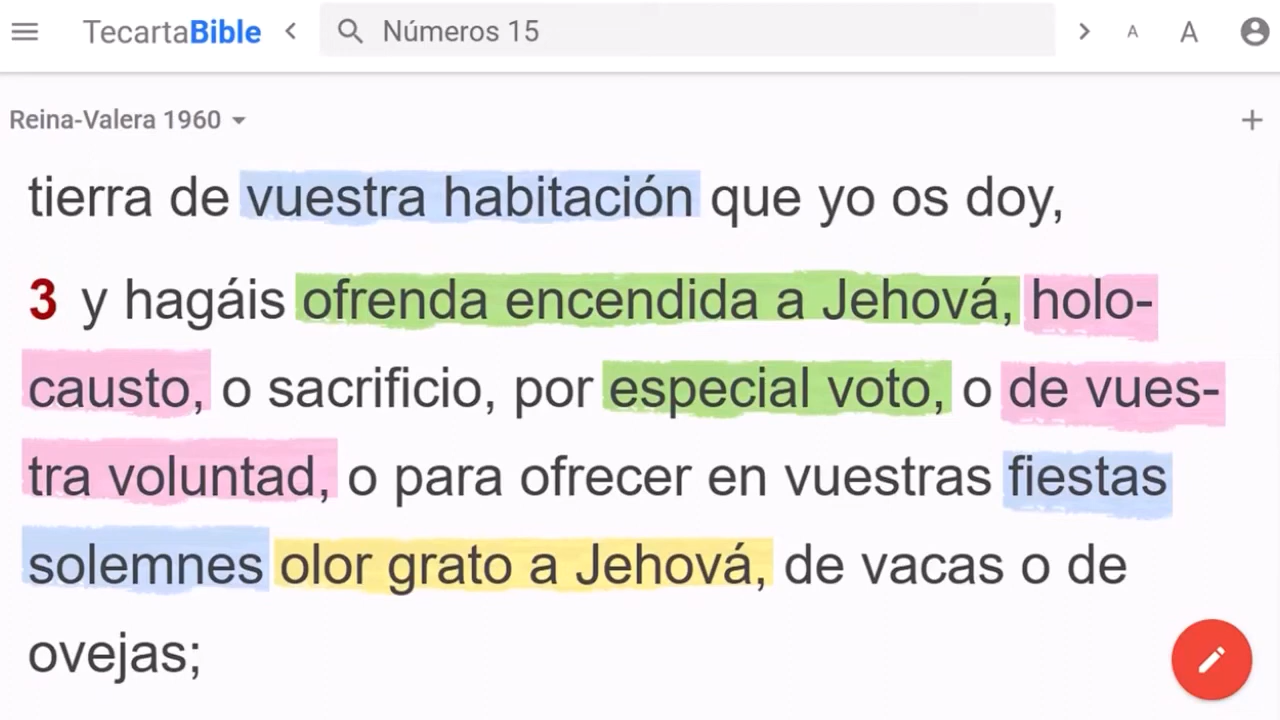 TecartaBible
Números 15
A
A
Reina-Valera 1960
tierra de vuestra habitación que yo os doy,
3 y hagáis ofrenda encendida a Jehová, holo-
causto, o sacrificio, por especial voto, o de vues-
tra voluntad, o para ofrecer en vuestras fiestas
solemnes olor grato a Jehová, de vacas o de
ovejas;